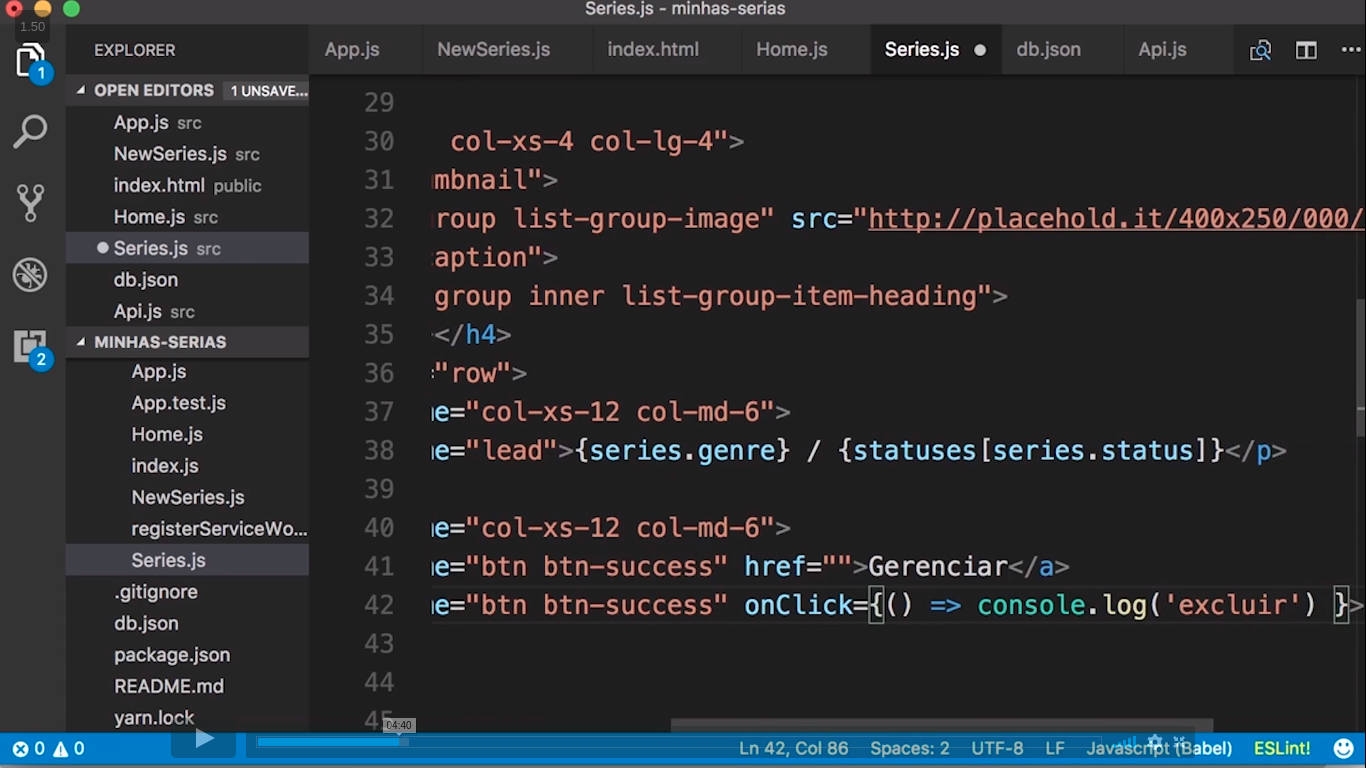 Series.js - minhas-serias
1.50
1
2
EXPLORER
OPEN EDITORS 1 UNSAVE...
App.js src
NewSeries.js src
index.html public
Home.js src
Series.js src
db.json
Api.js src
MINHAS-SERIAS
App.js
App.test.js
Home.js
index.js
NewSeries.js
registerServiceWo...
Series.js
.gitignore
db.json
package.json
README.md
yarn.lock
App.js NewSeries.js index.html Home.js Series.js db.json Api.js ...
29
30 col-xs-4 col-lg-4">
31 mbnail">
32 roup list-group-image" src="http://placehold.it/400x250/000/
33 aption">
34 group inner list-group-item-heading">
35 </h4>
36 ="row">
37 e="col-xs-12 col-md-6">
38 e="lead">{series.genre} / {statuses[series.status]}</p>
39
40 e="col-xs-12 col-md-6">
41 e="btn btn-success" href="">Gerenciar</a>
42 e="btn btn-success" onClick={() => console.log('excluir') }>
43
44
45
04:40
0 0 Ln 42, Col 86 Spaces: 2 UTF-8 LF Javascript (Babel) ESLint!